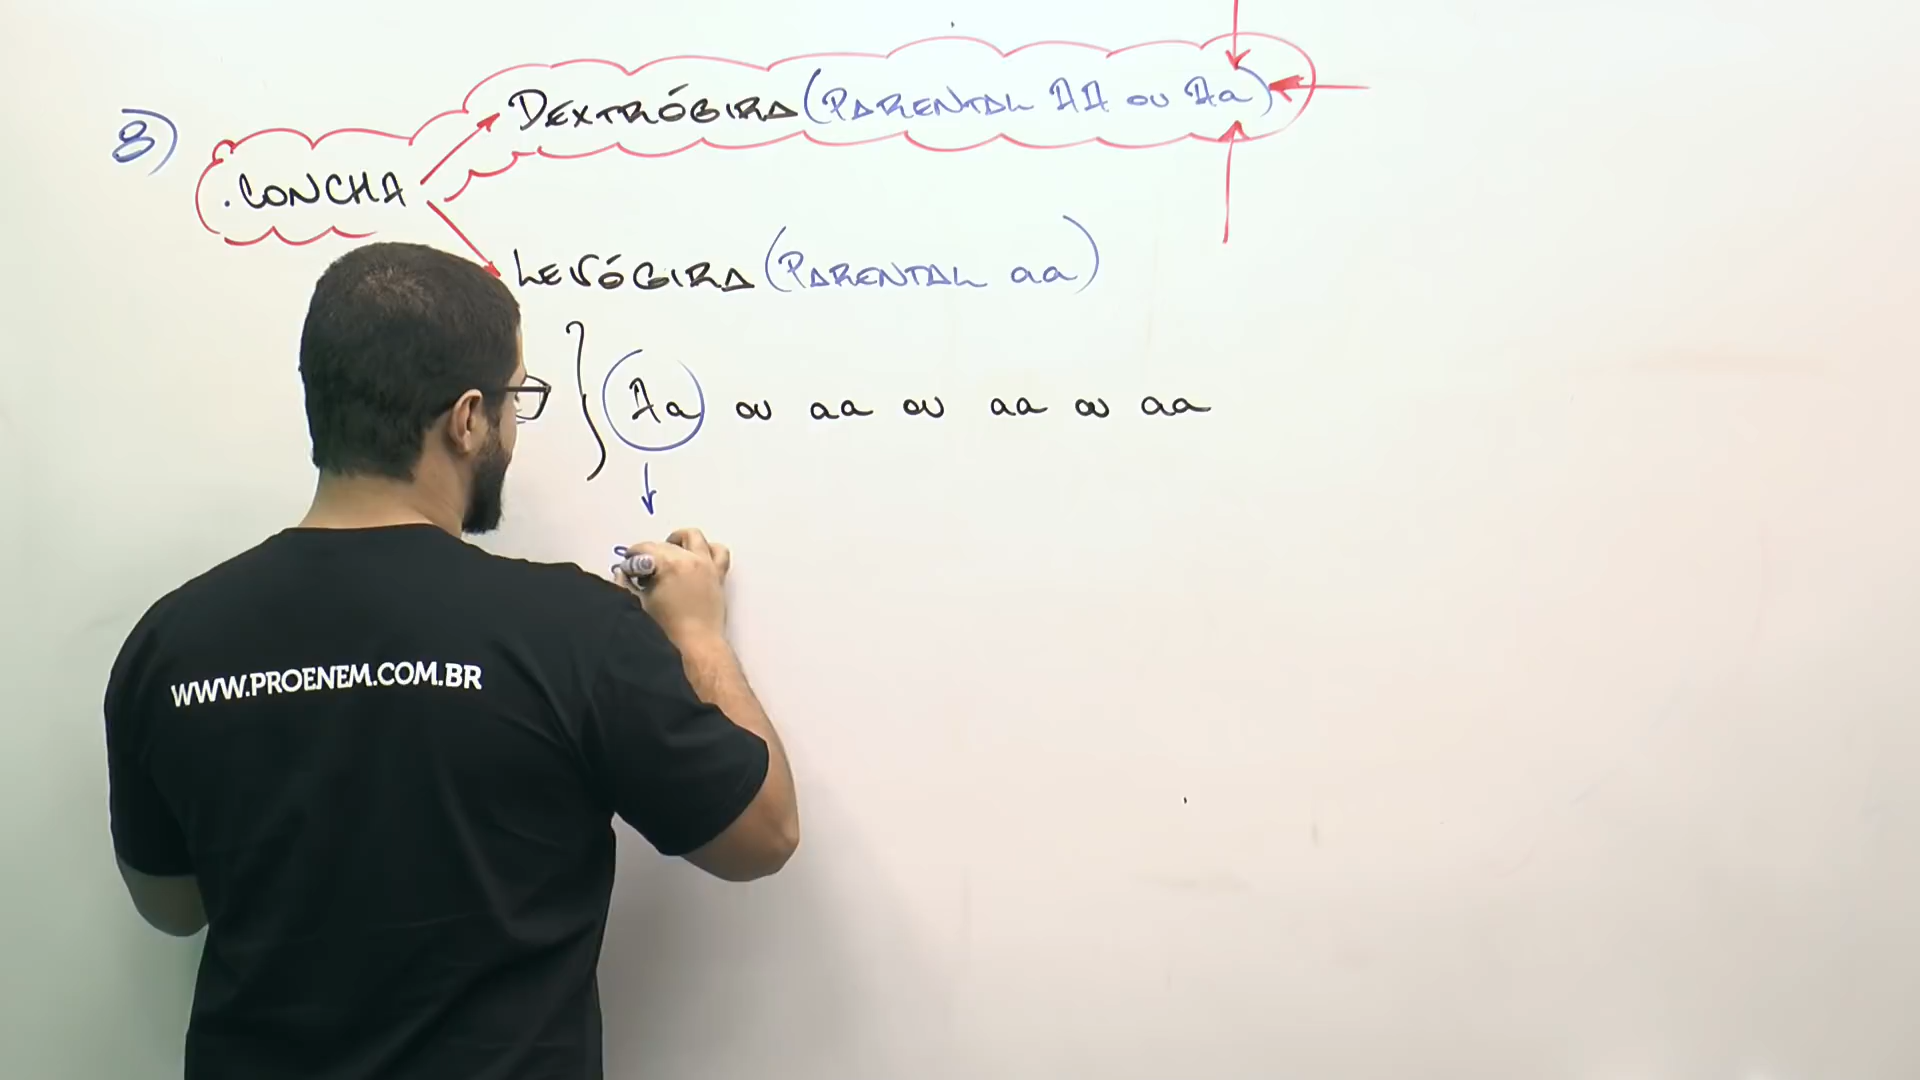 8) DEXTRÓGIRA (PARENTAL AA OU Aa)
. CONCHA
LEVÓGIRA (PARENTAL aa)
Aa ou aa ou aa ou aa
WWW.PROENEM.COM.BR